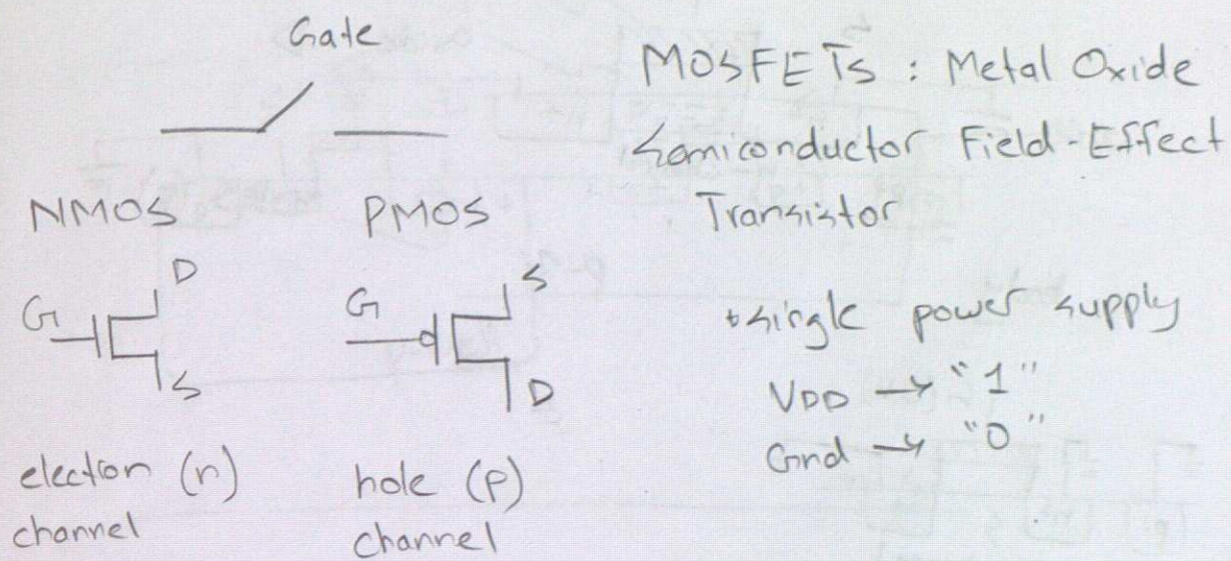 Gate
MOSFETs : Metal Oxide
Semiconductor Field-Effect
Transistor
NMOS
PMOS
G
D
S
G
S
D
single power supply
VDD → "1"
Gnd → "0"
electron (n)
channel
hole (p)
channel